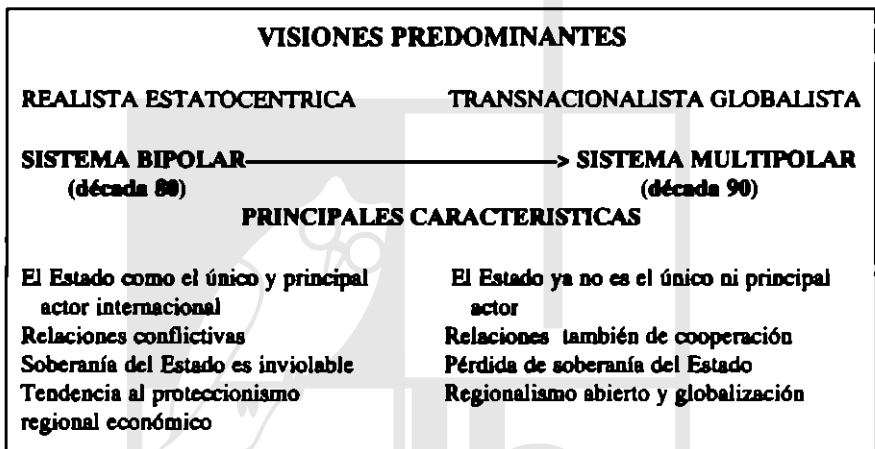 VISIONES PREDOMINANTES
REALISTA ESTATOCENTRICA TRANSNACIONALISTA GLOBALISTA
SISTEMA BIPOLAR————————> SISTEMA MULTIPOLAR
(década 80) (década 90)
PRINCIPALES CARACTERISTICAS
El Estado como el único y principal
actor internacional
Relaciones conflictivas
Soberanía del Estado es inviolable
Tendencia al proteccionismo
regional económico
El Estado ya no es el único ni principal
actor
Relaciones también de cooperación
Pérdida de soberanía del Estado
Regionalismo abierto y globalización